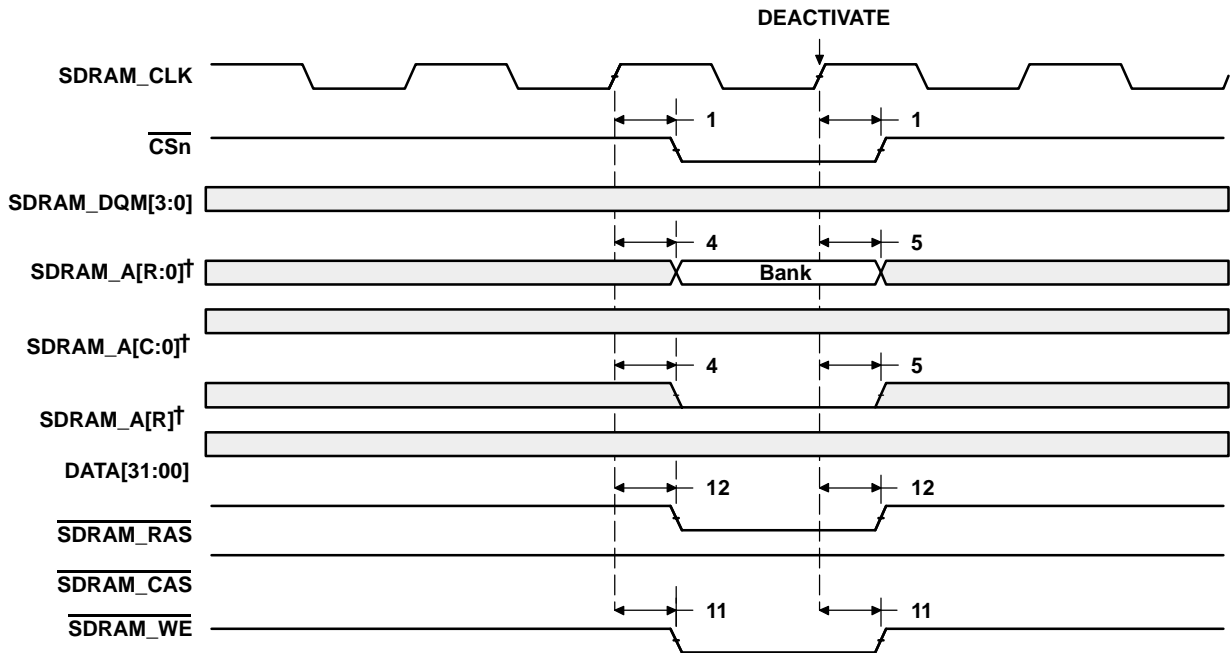 DEACTIVATE
SDRAM_CLK
1 1
CSn
SDRAM_DQM[3:0]
4 5
SDRAM_A[R:0]† Bank
SDRAM_A[C:0]†
4 5
SDRAM_A[R]†
DATA[31:00]
12 12
SDRAM_RAS
SDRAM_CAS
11 11
SDRAM_WE